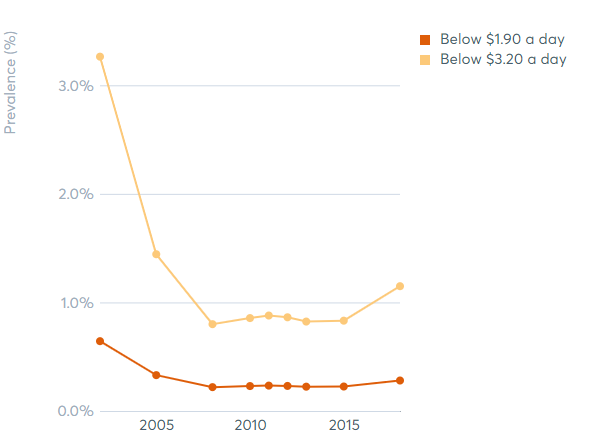 Prevalence (%)
Below $1.90 a day
Below $3.20 a day
3.0%
2.0%
1.0%
0.0%
2005 2010 2015